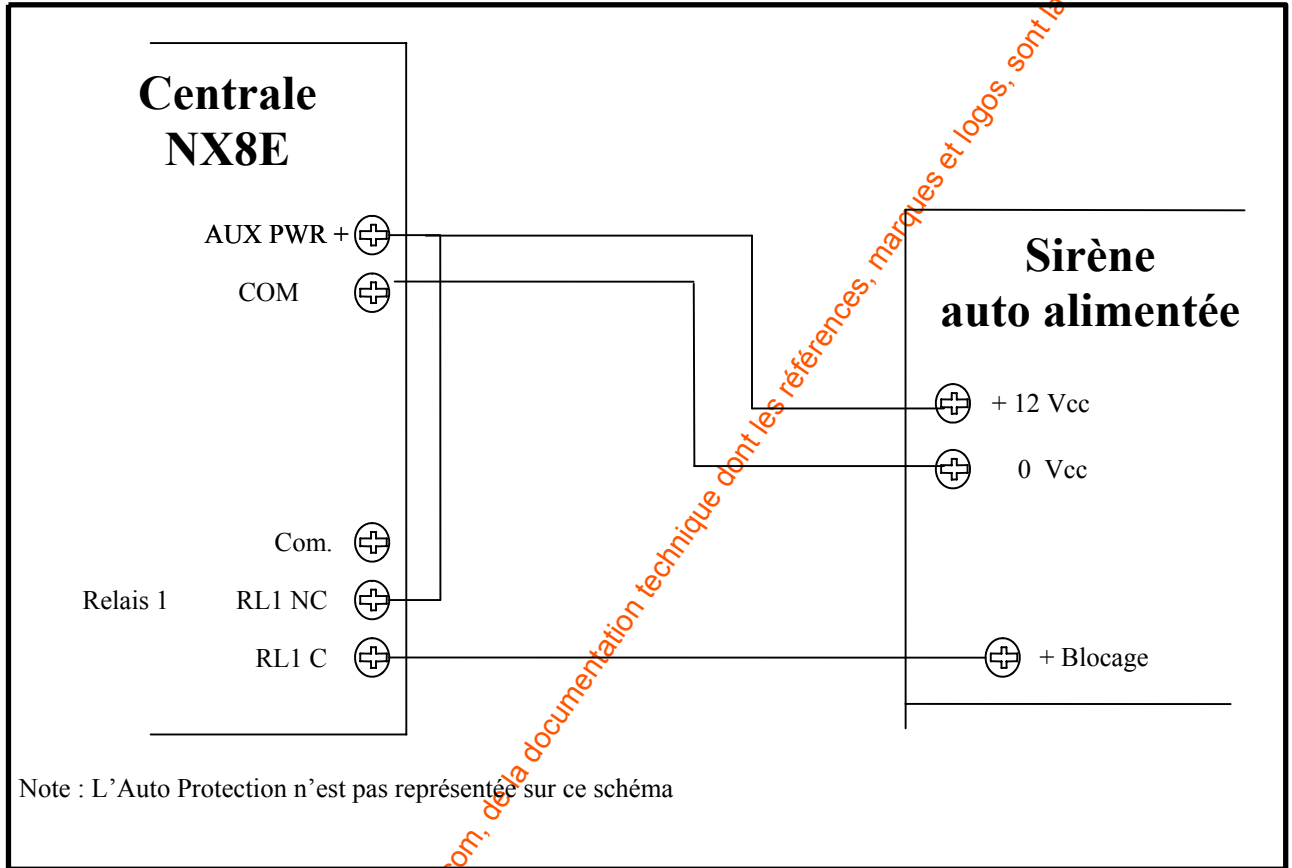 Centrale
NX8E
AUX PWR +
COM
Sirène
auto alimentée
+ 12 Vcc
0 Vcc
Com.
Relais 1 RL1 NC
RL1 C
+ Blocage
Note : L’Auto Protection n’est pas représentée sur ce schéma
de la documentation technique dont les références, marques et logos, sont